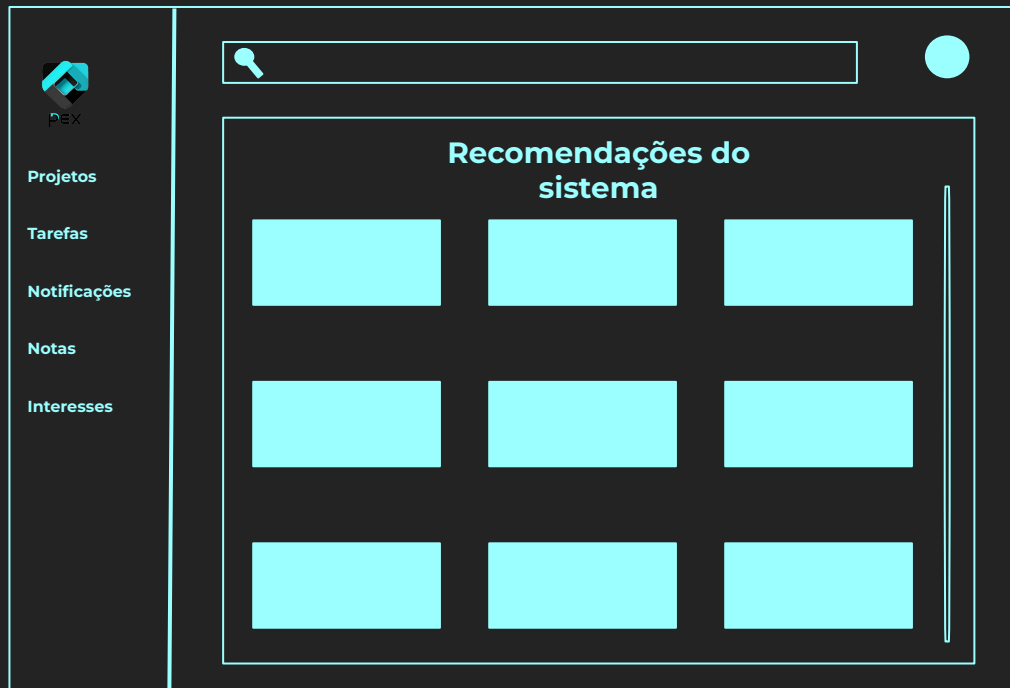 pex
Projetos
Tarefas
Notificações
Notas
Interesses
Recomendações do
sistema